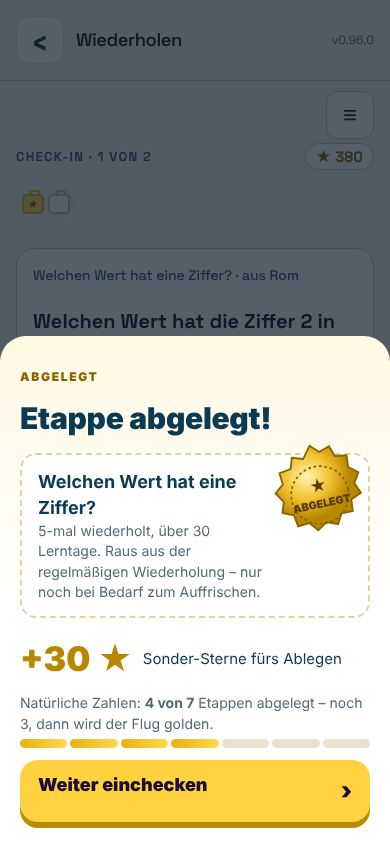 Wiederholen
v0.96.0
CHECK-IN · 1 VON 2
★ 380
Welchen Wert hat eine Ziffer? · aus Rom
Welchen Wert hat die Ziffer 2 in
ABGELEGT
Etappe abgelegt!
Welchen Wert hat eine
Ziffer?
5-mal wiederholt, über 30
Lerntage. Raus aus der
regelmäßigen Wiederholung – nur
noch bei Bedarf zum Auffrischen.
ABGELEGT
+30 ★ Sonder-Sterne fürs Ablegen
Natürliche Zahlen: 4 von 7 Etappen abgelegt – noch
3, dann wird der Flug golden.
Weiter einchecken